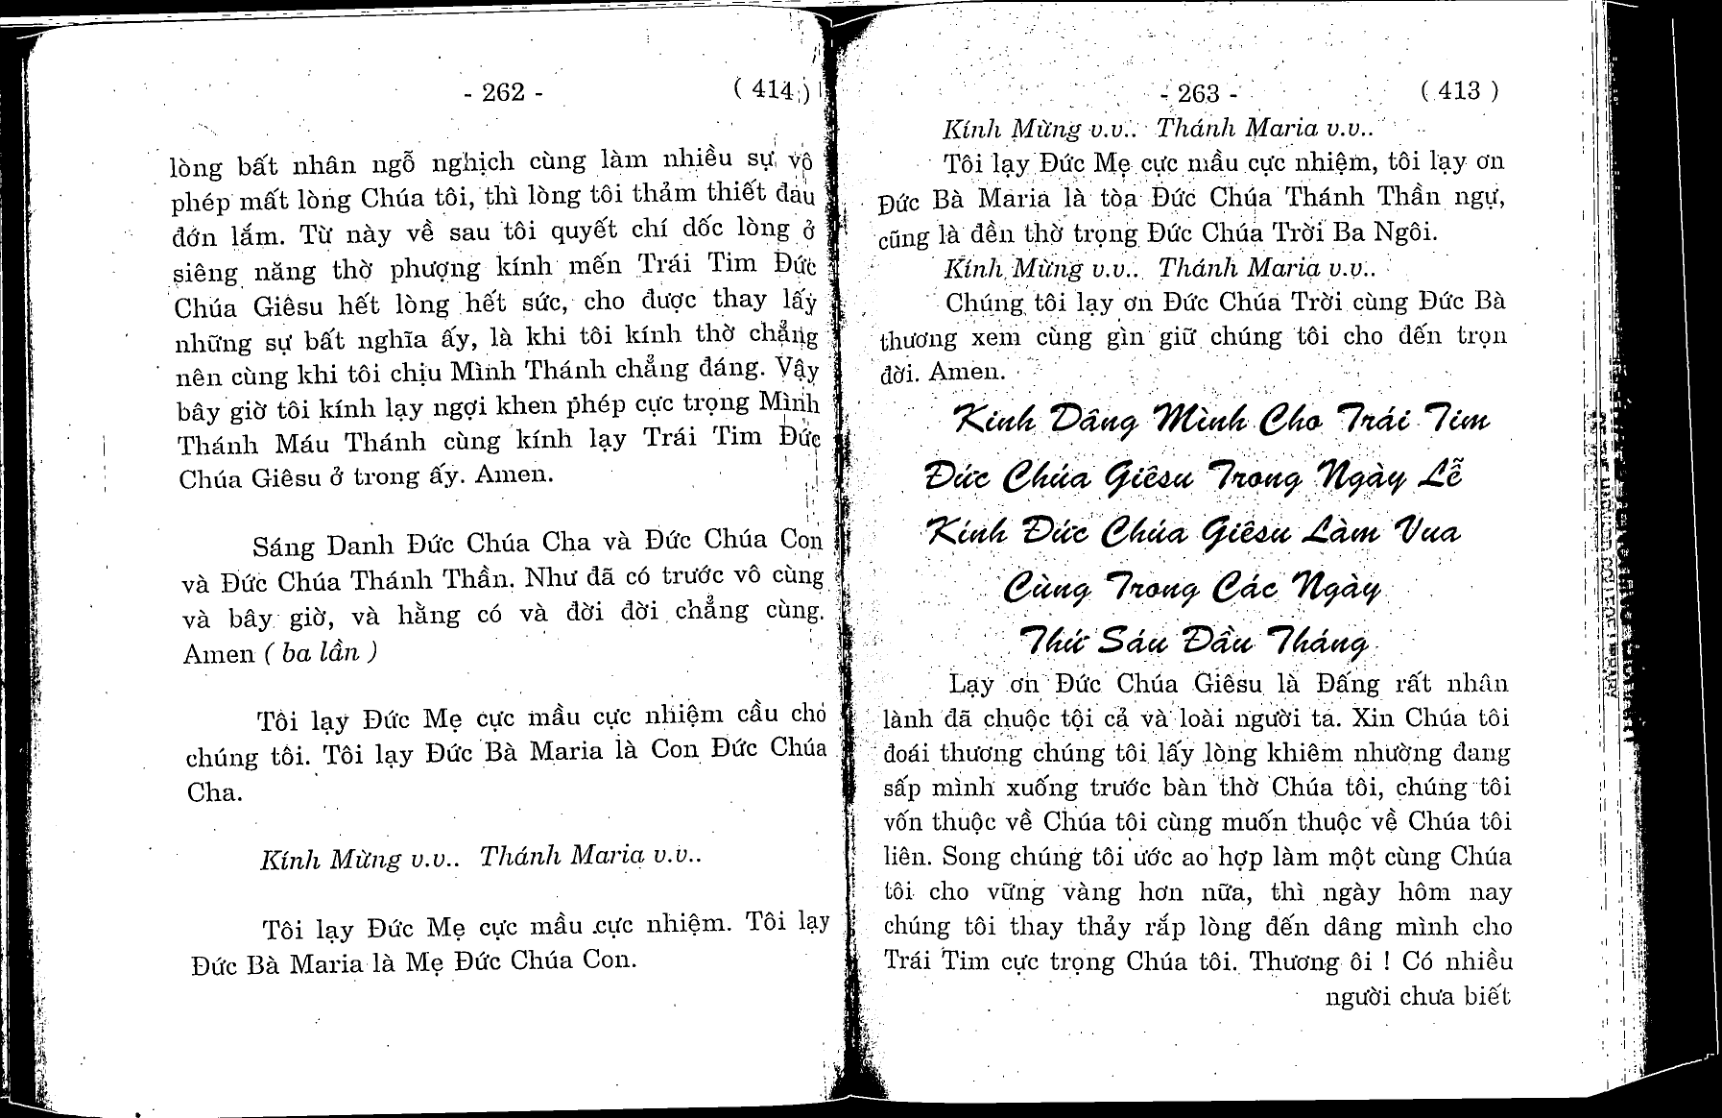 - 262 - ( 414 )
lòng bất nhân ngỗ nghịch cùng làm nhiều sự vô
phép mất lòng Chúa tôi, thì lòng tôi thảm thiết đau
đớn lắm. Từ này về sau tôi quyết chí dốc lòng ở
siêng năng thờ phượng kính mến Trái Tim Đức
Chúa Giêsu hết lòng hết sức, cho được thay lấy
những sự bất nghĩa ấy, là khi tôi kính thờ chẳng
nên cùng khi tôi chịu Mình Thánh chẳng đáng. Vậy
bây giờ tôi kính lạy ngợi khen phép cực trọng Mình
Thánh Máu Thánh cùng kính lạy Trái Tim Đức
Chúa Giêsu ở trong ấy. Amen.
Sáng Danh Đức Chúa Cha và Đức Chúa Con
và Đức Chúa Thánh Thần. Như đã có trước vô cùng
và bây giờ, và hằng có và đời đời chẳng cùng.
Amen ( ba lần )
Tôi lạy Đức Mẹ cực mầu cực nhiệm cầu cho
chúng tôi. Tôi lạy Đức Bà Maria là Con Đức Chúa
Cha.
Kính Mừng v.v.. Thánh Maria v.v..
Tôi lạy Đức Mẹ cực mầu cực nhiệm. Tôi lạy
Đức Bà Maria là Mẹ Đức Chúa Con.
- 263 - ( 413 )
Kính Mừng v.v.. Thánh Maria v.v..
Tôi lạy Đức Mẹ cực mầu cực nhiệm, tôi lạy ơn
Đức Bà Maria là tòa Đức Chúa Thánh Thần ngự,
cũng là đền thờ trọng Đức Chúa Trời Ba Ngôi.
Kính Mừng v.v.. Thánh Maria v.v..
Chúng tôi lạy ơn Đức Chúa Trời cùng Đức Bà
thương xem cùng gìn giữ chúng tôi cho đến trọn
đời. Amen.
Kinh Dâng Mình Cho Trái Tim
Đức Chúa Giêsu Trong Ngày Lễ
Kính Đức Chúa Giêsu Làm Vua
Cùng Trong Các Ngày
Thứ Sáu Đầu Tháng
Lạy ơn Đức Chúa Giêsu là Đấng rất nhân
lành đã chuộc tội cả và loài người ta. Xin Chúa tôi
đoái thương chúng tôi lấy lòng khiêm nhường đang
sấp mình xuống trước bàn thờ Chúa tôi, chúng tôi
vốn thuộc về Chúa tôi cùng muốn thuộc về Chúa tôi
liên. Song chúng tôi ước ao hợp làm một cùng Chúa
tôi cho vững vàng hơn nữa, thì ngày hôm nay
chúng tôi thay thảy rắp lòng đến dâng mình cho
Trái Tim cực trọng Chúa tôi. Thương ôi ! Có nhiều
người chưa biết